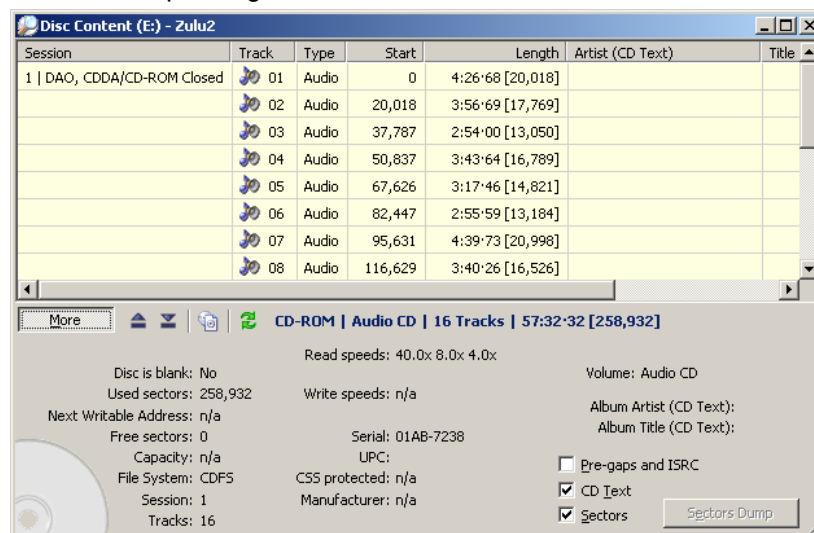 Disc Content (E:) - Zulu2
Session Track Type Start Length Artist (CD Text) Title
1 | DAO, CDDA/CD-ROM Closed 01 Audio 0 4:26·68 [20,018]
02 Audio 20,018 3:56·69 [17,769]
03 Audio 37,787 2:54·00 [13,050]
04 Audio 50,837 3:43·64 [16,789]
05 Audio 67,626 3:17·46 [14,821]
06 Audio 82,447 2:55·59 [13,184]
07 Audio 95,631 4:39·73 [20,998]
08 Audio 116,629 3:40·26 [16,526]
More CD-ROM | Audio CD | 16 Tracks | 57:32·32 [258,932]
Read speeds: 40.0x 8.0x 4.0x
Disc is blank: No Volume: Audio CD
Used sectors: 258,932 Write speeds: n/a
Next Writable Address: n/a Album Artist (CD Text):
Free sectors: 0 Serial: 01AB-7238 Album Title (CD Text):
Capacity: n/a UPC: Pre-gaps and ISRC
File System: CDFS CSS protected: n/a CD Text
Session: 1 Manufacturer: n/a Sectors Sectors Dump
Tracks: 16